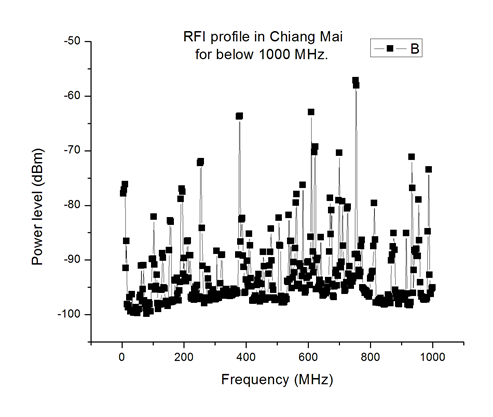 RFI profile in Chiang Mai
for below 1000 MHz.
B
-50
-60
-70
-80
-90
-100
Power level (dBm)
0
200
400
600
800
1000
Frequency (MHz)